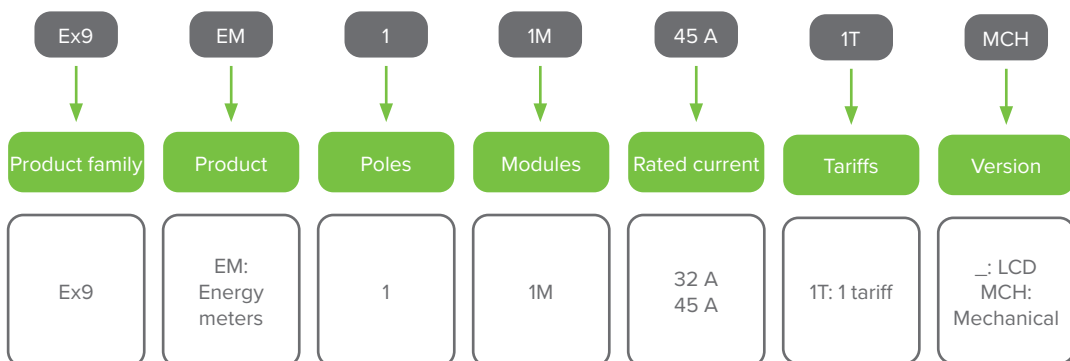 Ex9 EM 1 1M 45 A 1T MCH
Product family Product Poles Modules Rated current Tariffs Version
Ex9
EM:
Energy
meters
1
1M
32 A
45 A
1T: 1 tariff
_: LCD
MCH:
Mechanical